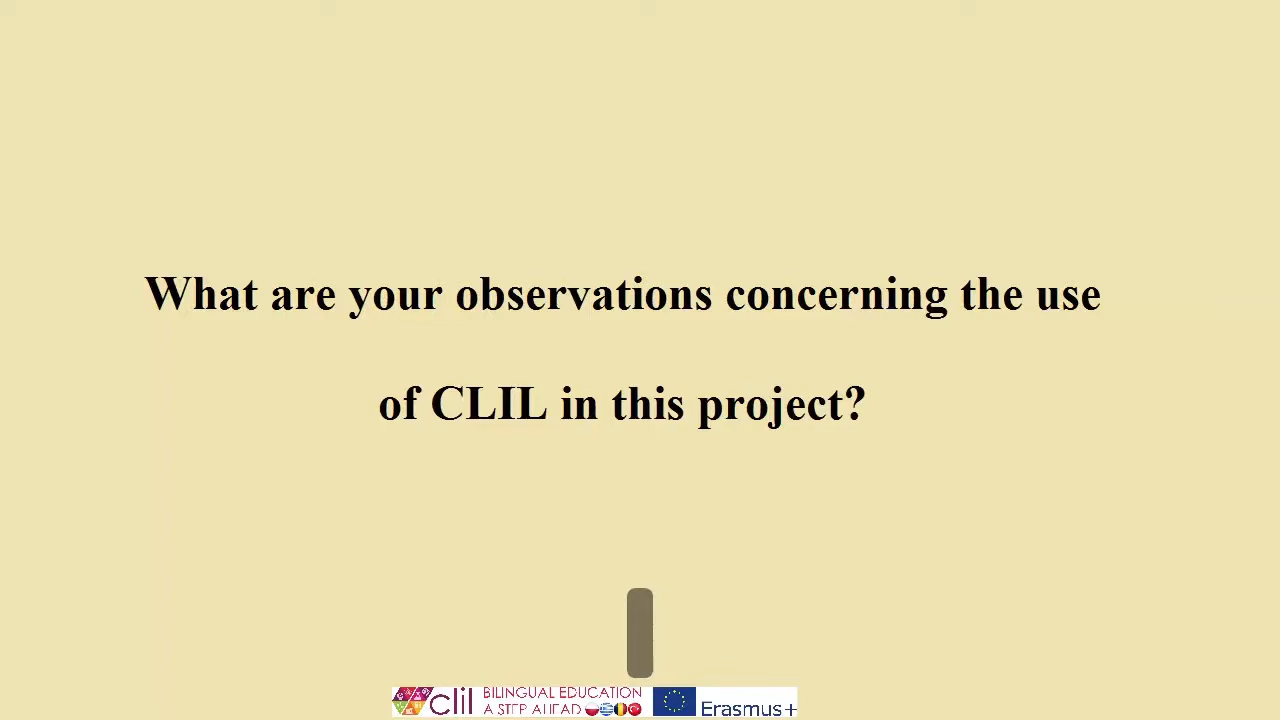 What are your observations concerning the use
of CLIL in this project?
clil BILINGUAL EDUCATION
A STEP AHEAD
Erasmus+